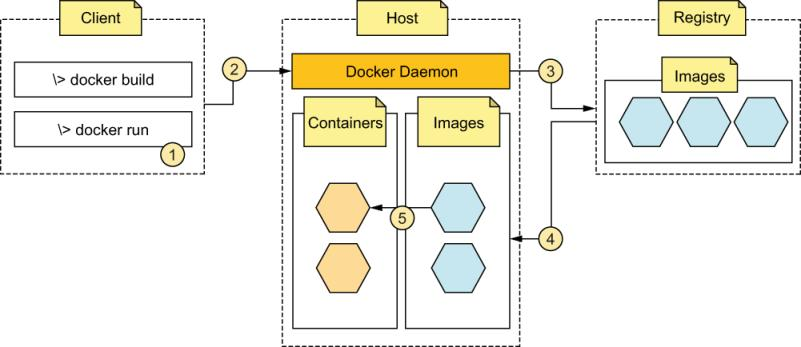 Client
Host
Registry
\> docker build
\> docker run
1
2
Docker Daemon
3
Containers
Images
5
4
Images